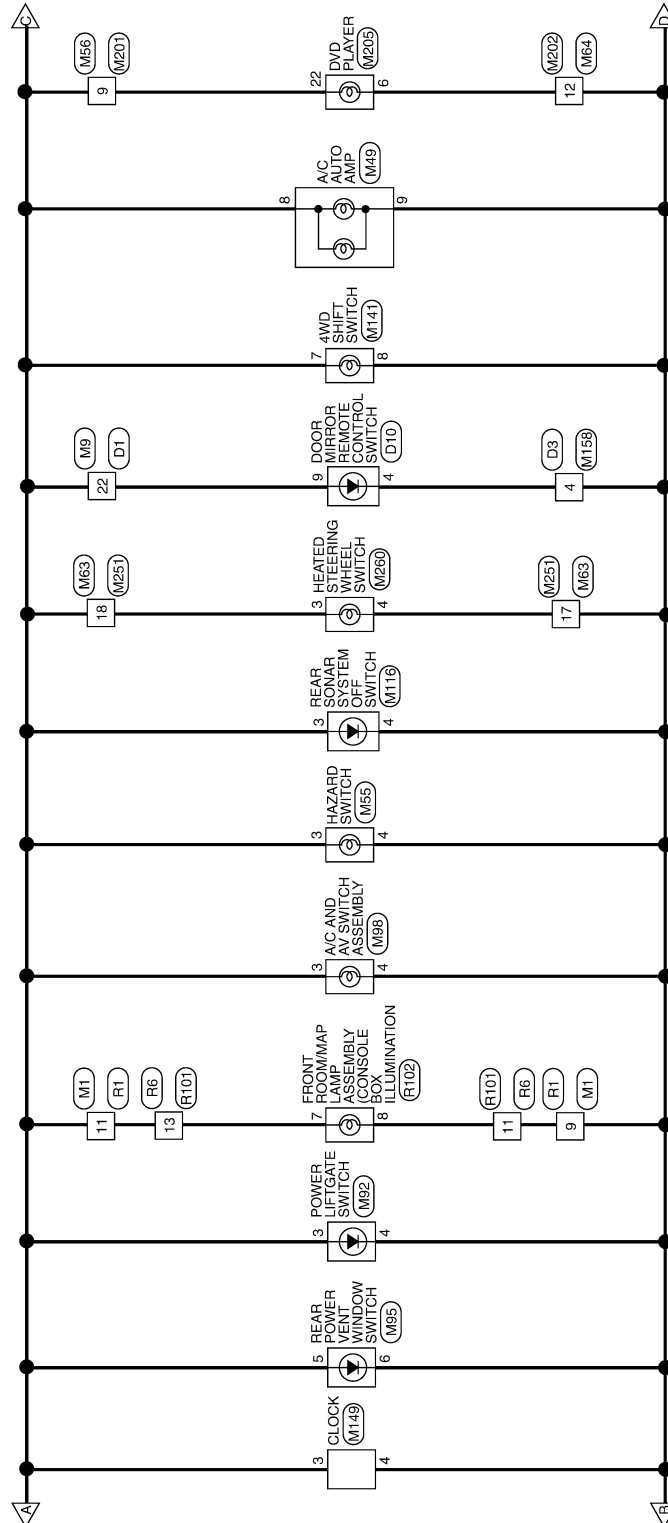 A
C
3
CLOCK
M149
4
5
REAR
POWER
VENT
WINDOW
SWITCH
M95
6
3
POWER
LIFTGATE
SWITCH
M92
4
11
M1
R1
13
R6
R101
7
FRONT
ROOM/MAP
LAMP
ASSEMBLY
(CONSOLE
BOX
ILLUMINATION
R102
8
11
R101
R6
9
R1
M1
3
A/C AND
AV SWITCH
ASSEMBLY
M98
4
3
HAZARD
SWITCH
M55
4
3
REAR
SONAR
SYSTEM
OFF
SWITCH
M116
4
18
M63
M251
3
HEATED
STEERING
WHEEL
SWITCH
M260
4
17
M251
M63
22
M9
D1
9
DOOR
MIRROR
REMOTE
CONTROL
SWITCH
D10
4
4
D3
M158
7
4WD
SHIFT
SWITCH
M141
8
8
A/C
AUTO
AMP
M49
9
9
M56
M201
22
DVD
PLAYER
M205
6
12
M202
M64
B
D